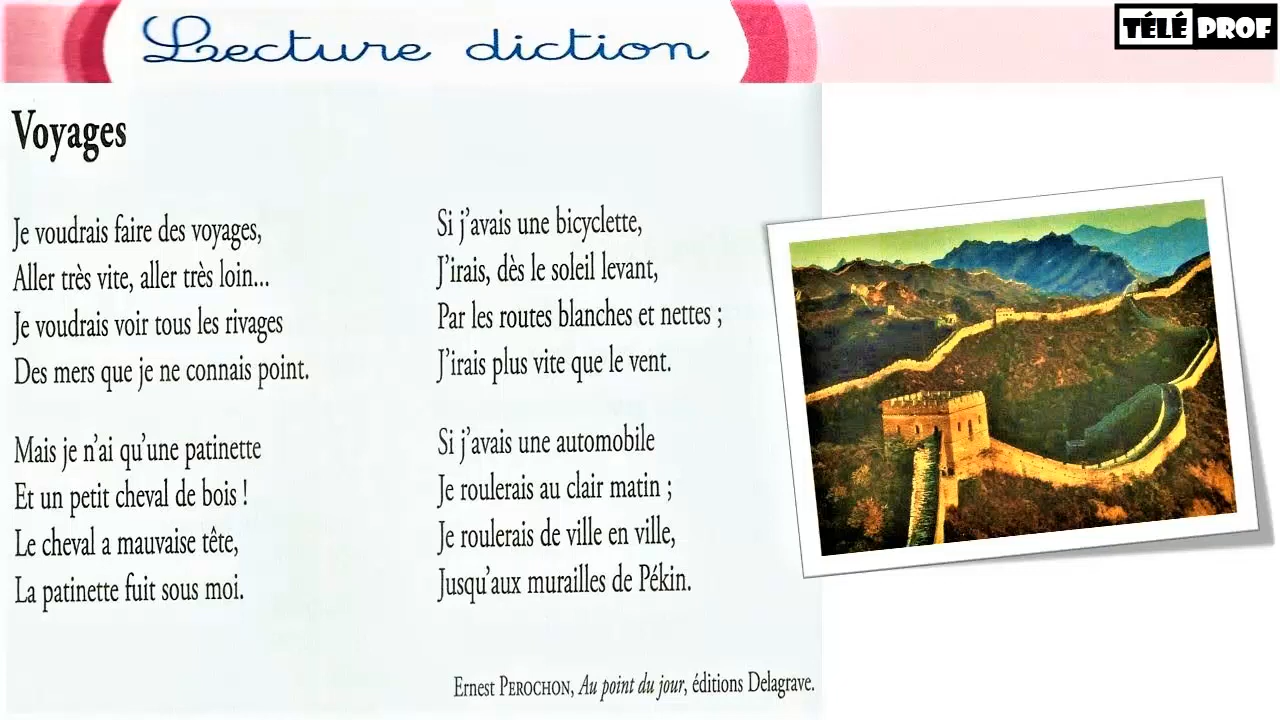 Lecture diction
TÉLÉ PROF
Voyages
Je voudrais faire des voyages,
Aller très vite, aller très loin...
Je voudrais voir tous les rivages
Des mers que je ne connais point.
Mais je n'ai qu'une patinette
Et un petit cheval de bois !
Le cheval a mauvaise tête,
La patinette fuit sous moi.
Si j'avais une bicyclette,
J'irais, dès le soleil levant,
Par les routes blanches et nettes ;
J'irais plus vite que le vent.
Si j'avais une automobile
Je roulerais au clair matin ;
Je roulerais de ville en ville,
Jusqu'aux murailles de Pékin.
Ernest PEROCHON, Au point du jour, éditions Delagrave.